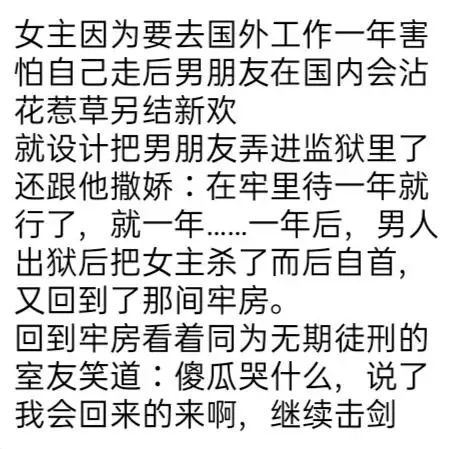 女主因为要去国外工作一年害
怕自己走后男朋友在国内会沾
花惹草另结新欢
就设计把男朋友弄进监狱里了
还跟他撒娇：在牢里待一年就
行了，就一年……一年后，男人
出狱后把女主杀了而后自首，
又回到了那间牢房。
回到牢房看着同为无期徒刑的
室友笑道：傻瓜哭什么，说了
我会回来的来啊，继续击剑